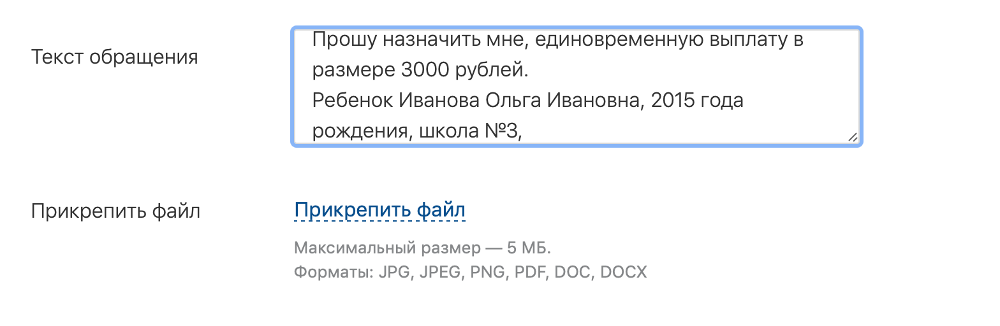 Текст обращения
Прошу назначить мне, единовременную выплату в
размере 3000 рублей.
Ребенок Иванова Ольга Ивановна, 2015 года
рождения, школа №3,
Прикрепить файл
Прикрепить файл
Максимальный размер — 5 МБ.
Форматы: JPG, JPEG, PNG, PDF, DOC, DOCX